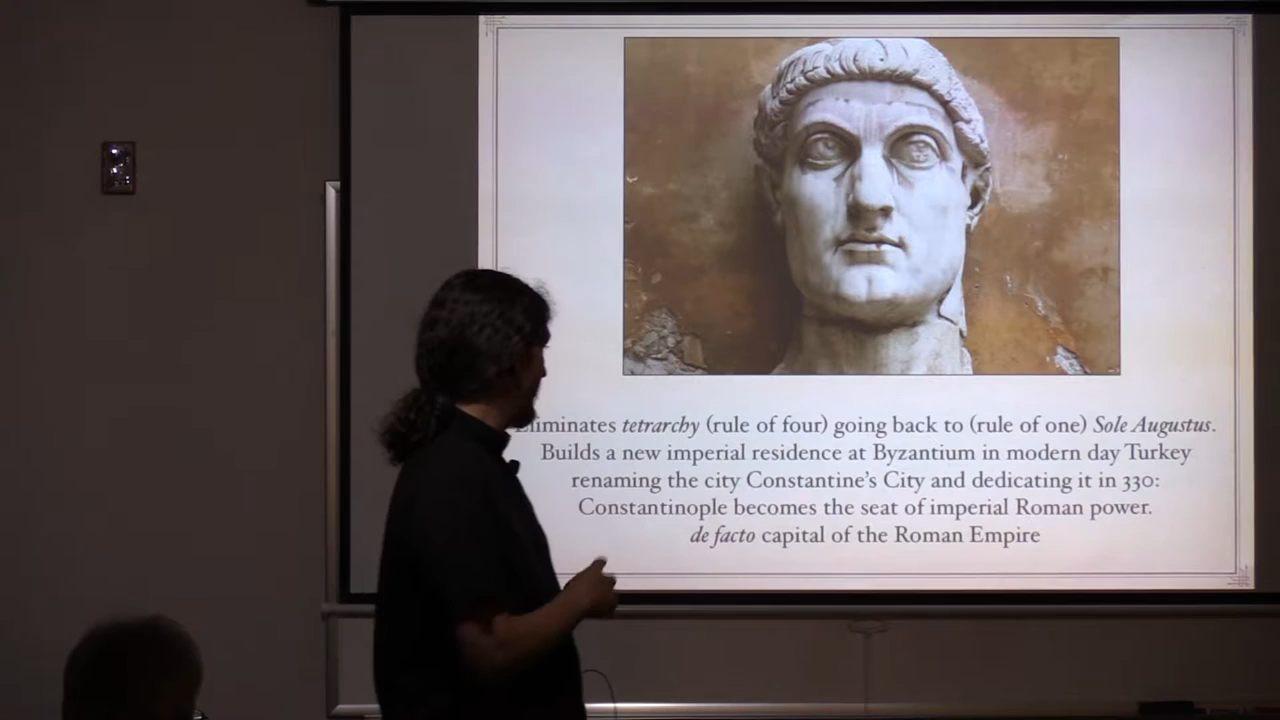 Eliminates tetrarchy (rule of four) going back to (rule of one) Sole Augustus.
Builds a new imperial residence at Byzantium in modern day Turkey
renaming the city Constantine's City and dedicating it in 330:
Constantinople becomes the seat of imperial Roman power.
de facto capital of the Roman Empire